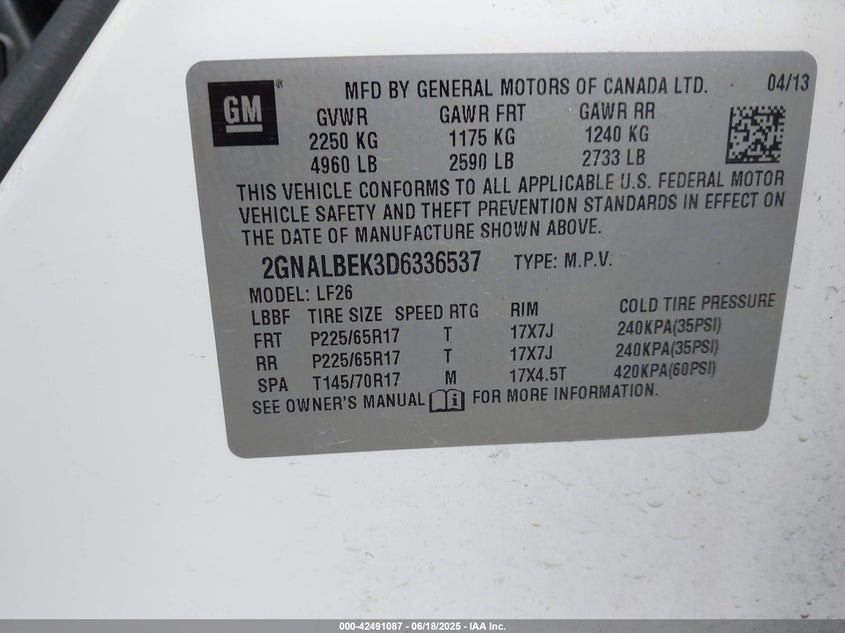 GM ®
MFD BY GENERAL MOTORS OF CANADA LTD. 04/13
GVWR GAWR FRT GAWR RR
2250 KG 1175 KG 1240 KG
4960 LB 2590 LB 2733 LB
THIS VEHICLE CONFORMS TO ALL APPLICABLE U.S. FEDERAL MOTOR
VEHICLE SAFETY AND THEFT PREVENTION STANDARDS IN EFFECT ON
THE DATE OF MANUFACTURE SHOWN ABOVE.
2GNALBEK3D6336537 TYPE: M.P.V.
MODEL: LF26
LBBF TIRE SIZE SPEED RTG RIM COLD TIRE PRESSURE
FRT P225/65R17 T 17X7J 240KPA(35PSI)
RR P225/65R17 T 17X7J 240KPA(35PSI)
SPA T145/70R17 M 17X4.5T 420KPA(60PSI)
SEE OWNER'S MANUAL i FOR MORE INFORMATION.
000-42491087 - 06/18/2025 - IAA Inc.